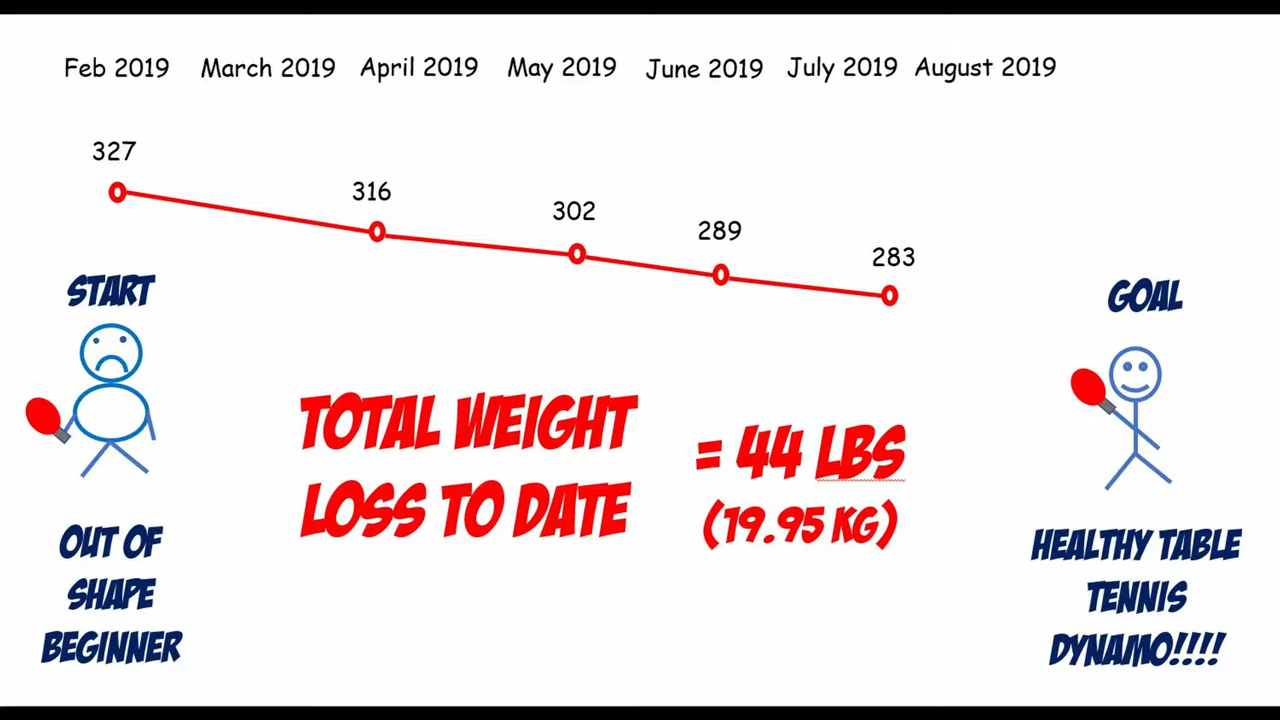 Feb 2019 March 2019 April 2019 May 2019 June 2019 July 2019 August 2019
327
316
302
289
283
START
GOAL
TOTAL WEIGHT
LOSS TO DATE
= 44 LBS
(19.95 KG)
OUT OF
SHAPE
BEGINNER
HEALTHY TABLE
TENNIS
DYNAMO!!!!